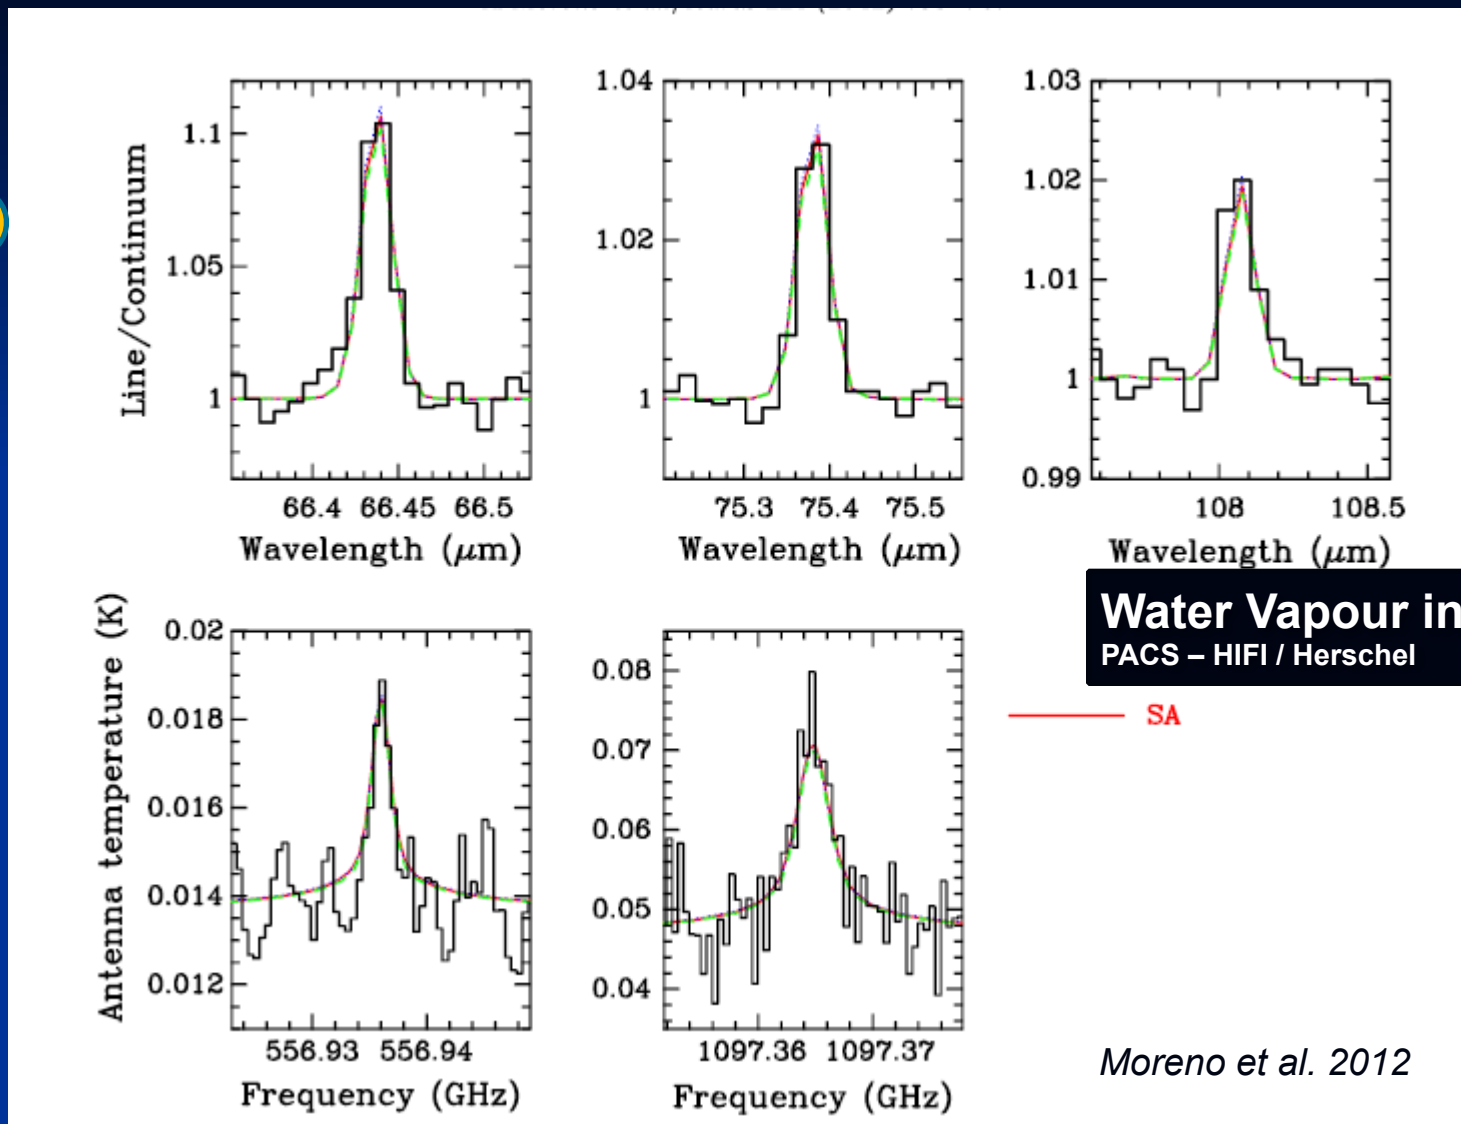 1.1
1.05
1
66.4 66.45 66.5
Wavelength (μm)
Line/Continuum
1.04
1.02
1
75.3 75.4 75.5
Wavelength (μm)
1.03
1.02
1.01
1
0.99
108 108.5
Wavelength (μm)
Water Vapour in
PACS – HIFI / Herschel
SA
0.02
0.018
0.016
0.014
0.012
556.93 556.94
Frequency (GHz)
Antenna temperature (K)
0.08
0.07
0.06
0.05
0.04
1097.36 1097.37
Frequency (GHz)
Moreno et al. 2012